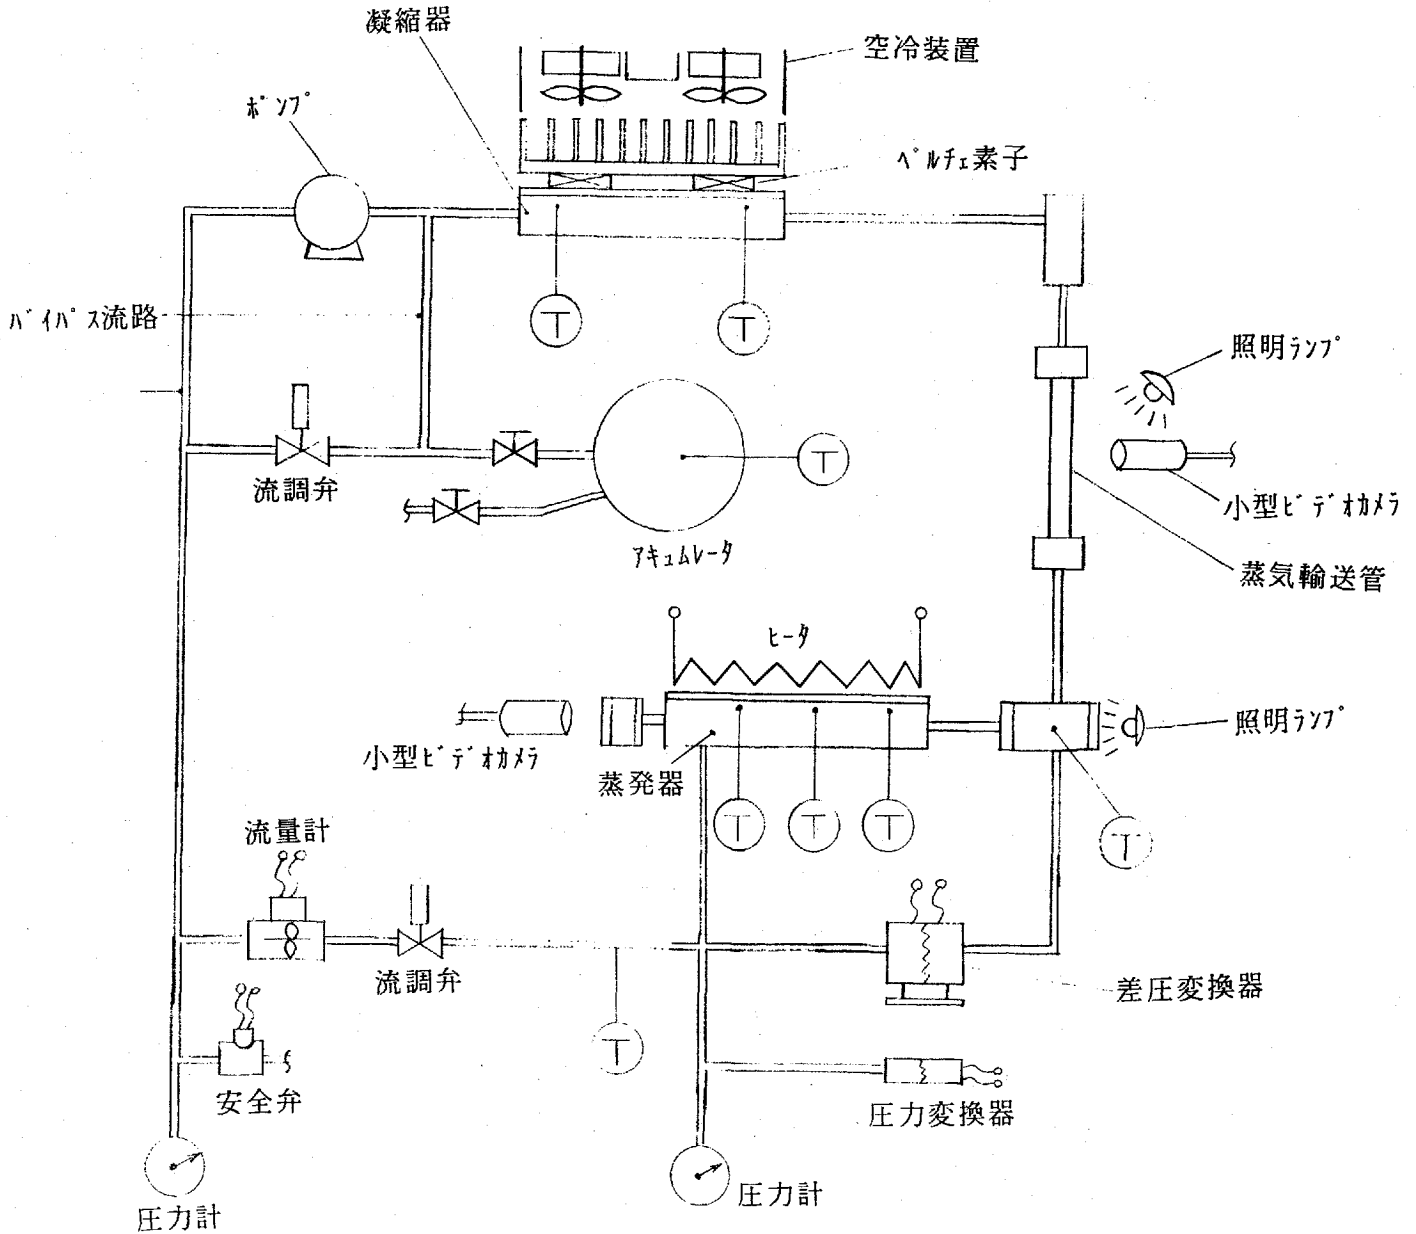 凝縮器
空冷装置
ポンプ
ペルチェ素子
バイパス流路
T
T
照明ランプ
T
流調弁
小型ビデオカメラ
アキュムレータ
蒸気輸送管
ヒータ
照明ランプ
小型ビデオカメラ
蒸発器
流量計
T
T
T
T
流調弁
差圧変換器
T
安全弁
圧力変換器
圧力計
圧力計